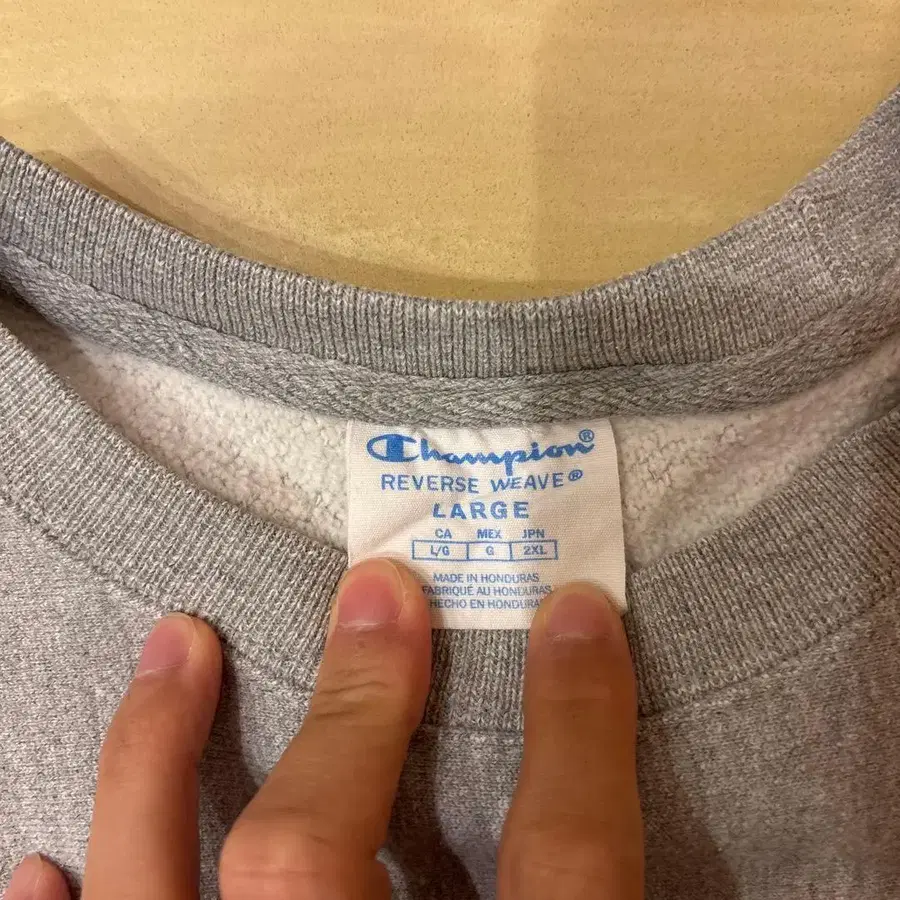 Champion®
REVERSE WEAVE®
LARGE
CA MEX JPN
L/G G 2XL
MADE IN HONDURAS
FABRIQUÉ AU HONDURAS
HECHO EN HONDURAS